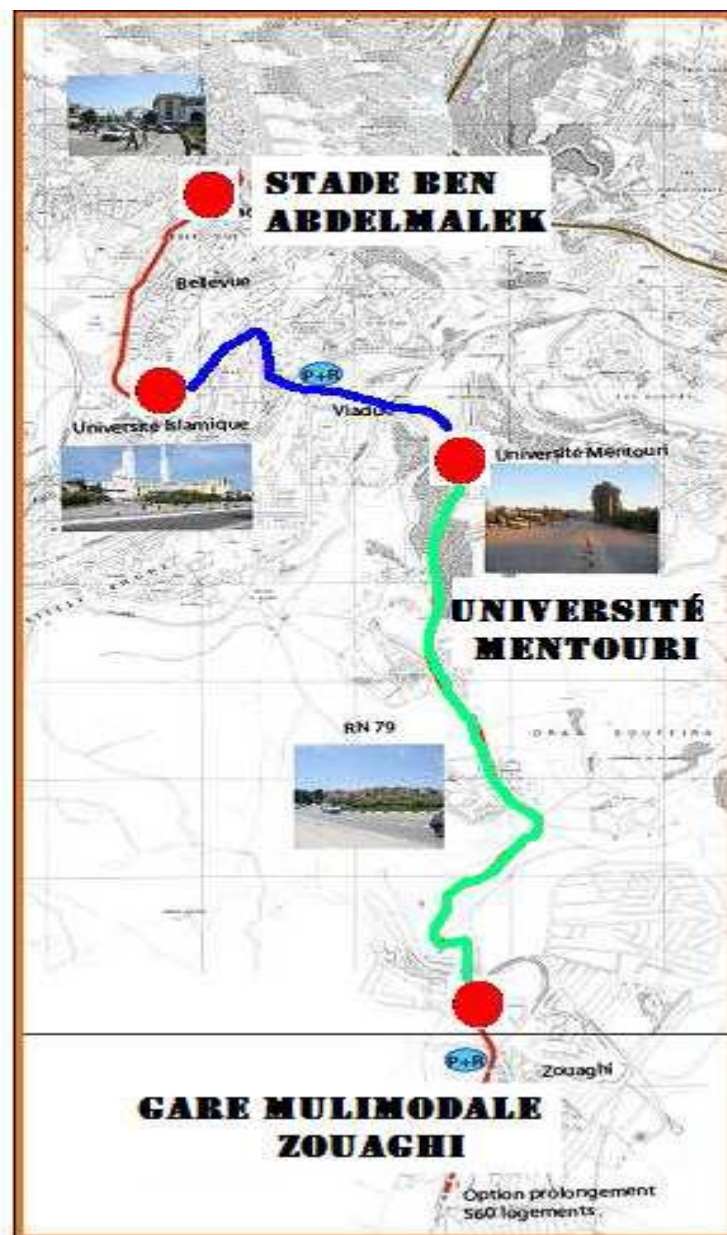 STADE BEN
ABDELMALEK
Bellevue
P+R
Viaduc
Université Islamique
Université Mentouri
UNIVERSITÉ
MENTOURI
RN 79
P+R
Zouaghi
GARE MULIMODALE
ZOUAGHI
Option prolongement
560 logements